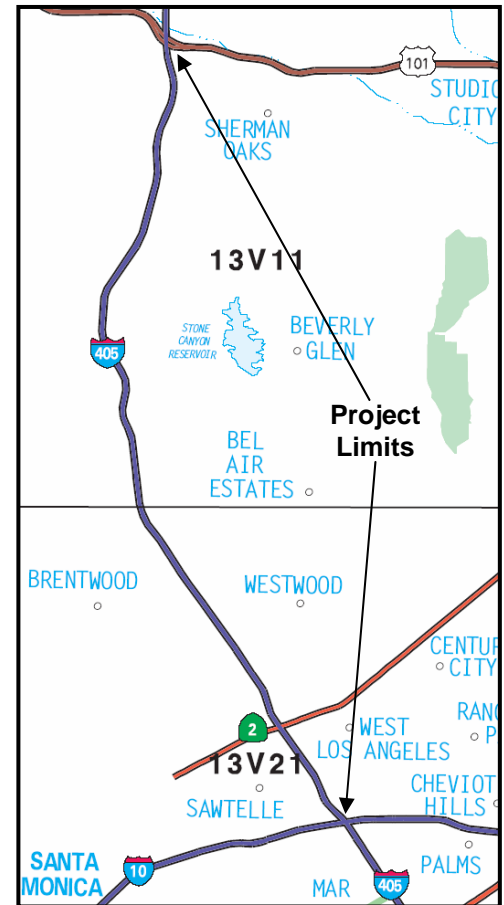 101
STUDIO
CITY
SHERMAN
OAKS
13V11
STONE
CANYON
RESERVOIR
BEVERLY
GLEN
405
Project
Limits
BEL
AIR
ESTATES
BRENTWOOD
WESTWOOD
CENTUR
CITY
2
WEST
LOS ANGELES
RAN
P
13V21
SAWTELLE
CHEVIOT
HILLS
SANTA
MONICA
10
PALMS
MAR
405